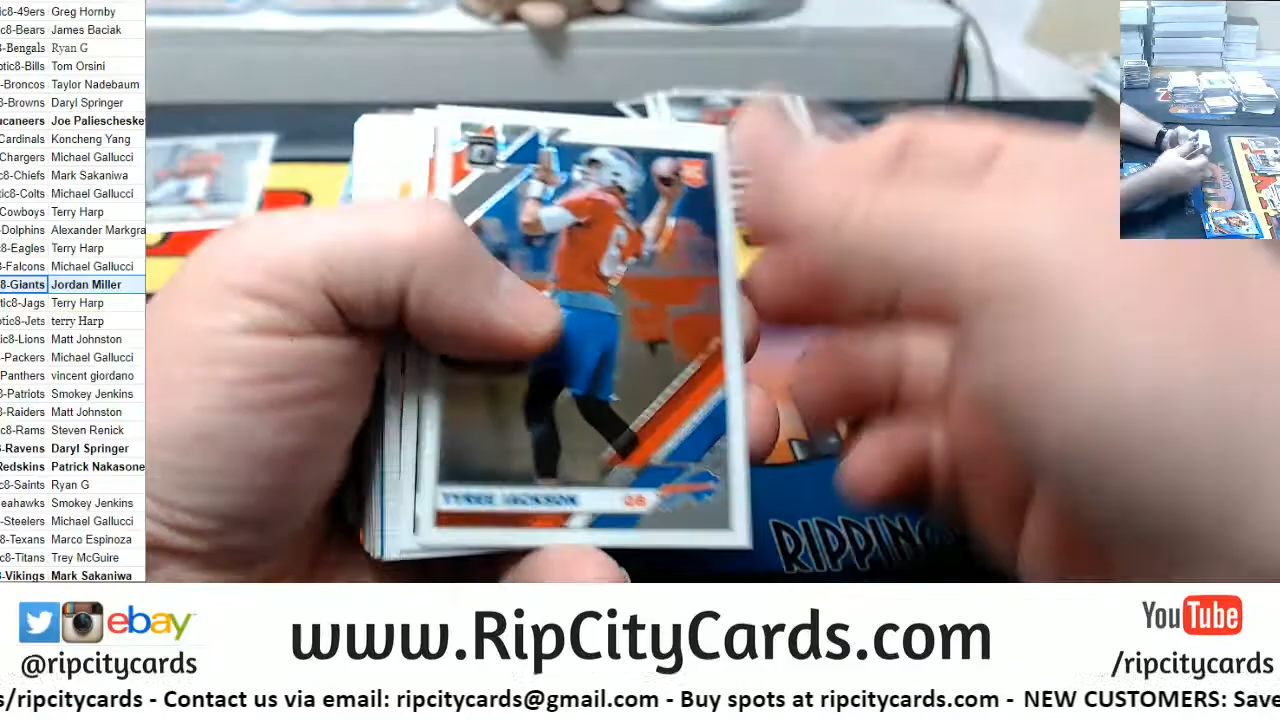 ic8-49ers Greg Hornby
c8-Bears James Baciak
3-Bengals Ryan G
otic8-Bills Tom Orsini
8-Broncos Taylor Nadebaum
-Browns Daryl Springer
ucaneers Joe Paliescheske
Cardinals Koncheng Yang
Chargers Michael Gallucci
c8-Chiefs Mark Sakaniwa
tic8-Colts Michael Gallucci
-Cowboys Terry Harp
-Dolphins Alexander Markgra
c8-Eagles Terry Harp
8-Falcons Michael Gallucci
8-Giants Jordan Miller
otic8-Jags Terry Harp
otic8-Jets terry Harp
tic8-Lions Matt Johnston
-Packers Michael Gallucci
Panthers vincent giordano
-Patriots Smokey Jenkins
8-Raiders Matt Johnston
c8-Rams Steven Renick
8-Ravens Daryl Springer
Redskins Patrick Nakasone
8-Saints Ryan G
eahawks Smokey Jenkins
-Steelers Michael Gallucci
8-Texans Marco Espinoza
c8-Titans Trey McGuire
-Vikings Mark Sakaniwa
6
TYREE JACKSON QB
RIPPIN
ebay
@ripcitycards
www.RipCityCards.com
YouTube
/ripcitycards
s/ripcitycards - Contact us via email: ripcitycards@gmail.com - Buy spots at ripcitycards.com - NEW CUSTOMERS: Save